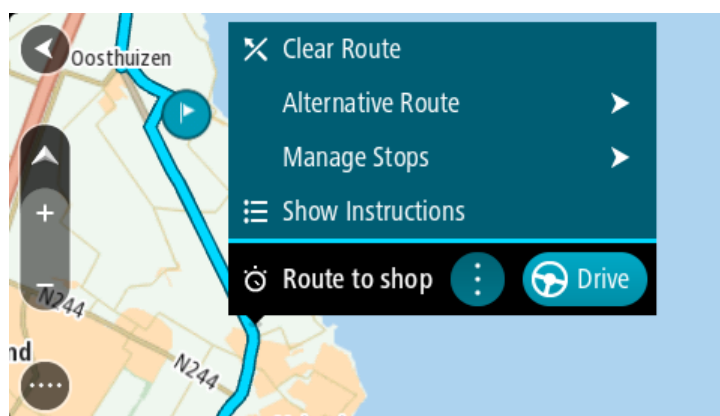 Oosthuizen
Clear Route
Alternative Route
Manage Stops
Show Instructions
Route to shop
Drive
N244
nd
N244